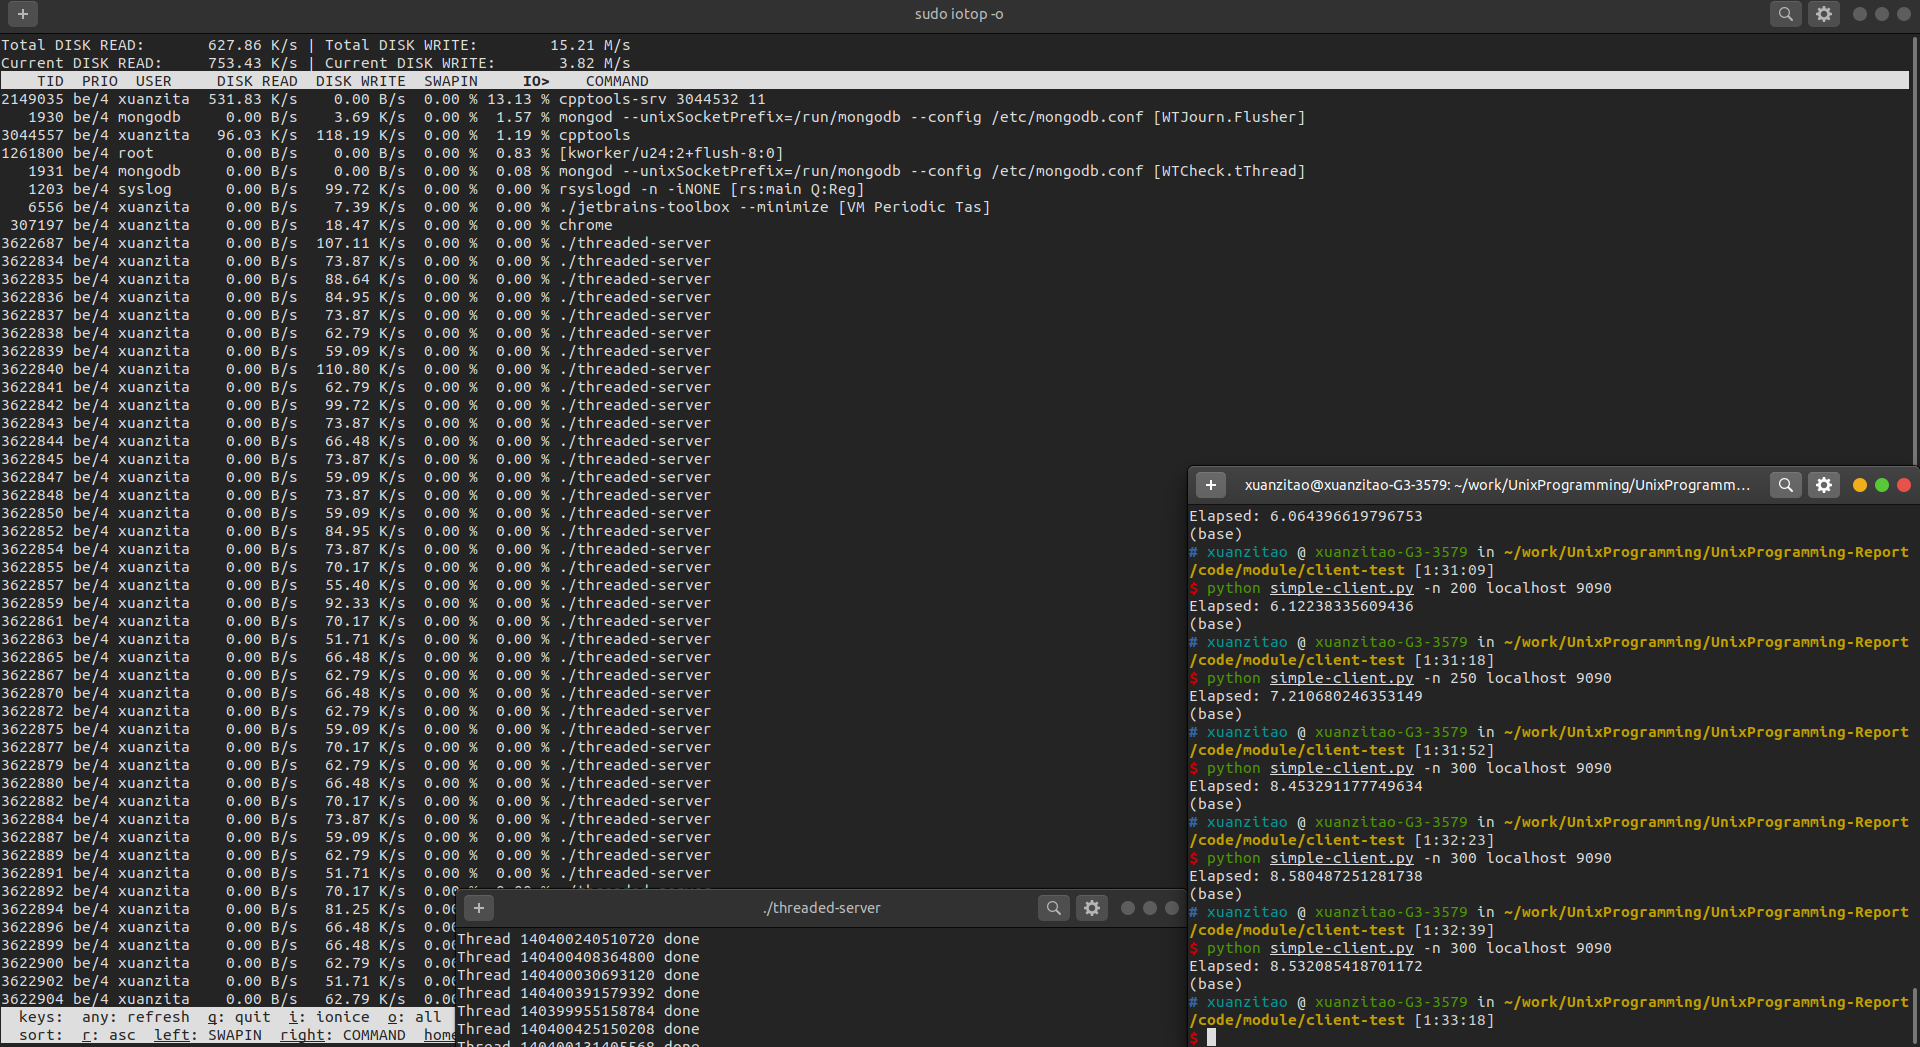 sudo iotop -o
Total DISK READ:       627.86 K/s | Total DISK WRITE:        15.21 M/s
Current DISK READ:     753.43 K/s | Current DISK WRITE:       3.82 M/s
    TID  PRIO  USER     DISK READ  DISK WRITE  SWAPIN     IO>    COMMAND
2149035 be/4 xuanzita  531.83 K/s    0.00 B/s  0.00 % 13.13 % cpptools-srv 3044532 11
   1930 be/4 mongodb     0.00 B/s    3.69 K/s  0.00 %  1.57 % mongod --unixSocketPrefix=/run/mongodb --config /etc/mongodb.conf [WTJourn.Flusher]
3044557 be/4 xuanzita   96.03 K/s  118.19 K/s  0.00 %  1.19 % cpptools
1261800 be/4 root        0.00 B/s    0.00 B/s  0.00 %  0.83 % [kworker/u24:2+flush-8:0]
   1931 be/4 mongodb     0.00 B/s    0.00 B/s  0.00 %  0.08 % mongod --unixSocketPrefix=/run/mongodb --config /etc/mongodb.conf [WTCheck.tThread]
   1203 be/4 syslog      0.00 B/s   99.72 K/s  0.00 %  0.00 % rsyslogd -n -iNONE [rs:main Q:Reg]
   6556 be/4 xuanzita    0.00 B/s    7.39 K/s  0.00 %  0.00 % ./jetbrains-toolbox --minimize [VM Periodic Tas]
 307197 be/4 xuanzita    0.00 B/s   18.47 K/s  0.00 %  0.00 % chrome
3622687 be/4 xuanzita    0.00 B/s  107.11 K/s  0.00 %  0.00 % ./threaded-server
3622834 be/4 xuanzita    0.00 B/s   73.87 K/s  0.00 %  0.00 % ./threaded-server
3622835 be/4 xuanzita    0.00 B/s   88.64 K/s  0.00 %  0.00 % ./threaded-server
3622836 be/4 xuanzita    0.00 B/s   84.95 K/s  0.00 %  0.00 % ./threaded-server
3622837 be/4 xuanzita    0.00 B/s   73.87 K/s  0.00 %  0.00 % ./threaded-server
3622838 be/4 xuanzita    0.00 B/s   62.79 K/s  0.00 %  0.00 % ./threaded-server
3622839 be/4 xuanzita    0.00 B/s   59.09 K/s  0.00 %  0.00 % ./threaded-server
3622840 be/4 xuanzita    0.00 B/s  110.80 K/s  0.00 %  0.00 % ./threaded-server
3622841 be/4 xuanzita    0.00 B/s   62.79 K/s  0.00 %  0.00 % ./threaded-server
3622842 be/4 xuanzita    0.00 B/s   99.72 K/s  0.00 %  0.00 % ./threaded-server
3622843 be/4 xuanzita    0.00 B/s   73.87 K/s  0.00 %  0.00 % ./threaded-server
3622844 be/4 xuanzita    0.00 B/s   66.48 K/s  0.00 %  0.00 % ./threaded-server
3622845 be/4 xuanzita    0.00 B/s   73.87 K/s  0.00 %  0.00 % ./threaded-server
3622847 be/4 xuanzita    0.00 B/s   59.09 K/s  0.00 %  0.00 % ./threaded-server
3622848 be/4 xuanzita    0.00 B/s   73.87 K/s  0.00 %  0.00 % ./threaded-server
3622850 be/4 xuanzita    0.00 B/s   59.09 K/s  0.00 %  0.00 % ./threaded-server
3622852 be/4 xuanzita    0.00 B/s   84.95 K/s  0.00 %  0.00 % ./threaded-server
3622854 be/4 xuanzita    0.00 B/s   73.87 K/s  0.00 %  0.00 % ./threaded-server
3622855 be/4 xuanzita    0.00 B/s   70.17 K/s  0.00 %  0.00 % ./threaded-server
3622857 be/4 xuanzita    0.00 B/s   55.40 K/s  0.00 %  0.00 % ./threaded-server
3622859 be/4 xuanzita    0.00 B/s   92.33 K/s  0.00 %  0.00 % ./threaded-server
3622861 be/4 xuanzita    0.00 B/s   70.17 K/s  0.00 %  0.00 % ./threaded-server
3622863 be/4 xuanzita    0.00 B/s   51.71 K/s  0.00 %  0.00 % ./threaded-server
3622865 be/4 xuanzita    0.00 B/s   66.48 K/s  0.00 %  0.00 % ./threaded-server
3622867 be/4 xuanzita    0.00 B/s   62.79 K/s  0.00 %  0.00 % ./threaded-server
3622870 be/4 xuanzita    0.00 B/s   66.48 K/s  0.00 %  0.00 % ./threaded-server
3622872 be/4 xuanzita    0.00 B/s   62.79 K/s  0.00 %  0.00 % ./threaded-server
3622875 be/4 xuanzita    0.00 B/s   59.09 K/s  0.00 %  0.00 % ./threaded-server
3622877 be/4 xuanzita    0.00 B/s   70.17 K/s  0.00 %  0.00 % ./threaded-server
3622879 be/4 xuanzita    0.00 B/s   62.79 K/s  0.00 %  0.00 % ./threaded-server
3622880 be/4 xuanzita    0.00 B/s   66.48 K/s  0.00 %  0.00 % ./threaded-server
3622882 be/4 xuanzita    0.00 B/s   70.17 K/s  0.00 %  0.00 % ./threaded-server
3622884 be/4 xuanzita    0.00 B/s   73.87 K/s  0.00 %  0.00 % ./threaded-server
3622887 be/4 xuanzita    0.00 B/s   59.09 K/s  0.00 %  0.00 % ./threaded-server
3622889 be/4 xuanzita    0.00 B/s   62.79 K/s  0.00 %  0.00 % ./threaded-server
3622891 be/4 xuanzita    0.00 B/s   51.71 K/s  0.00 %  0.00 % ./threaded-server
3622892 be/4 xuanzita    0.00 B/s   70.17 K/s  0.00 %  0.00 % ./threaded-server
3622894 be/4 xuanzita    0.00 B/s   81.25 K/s  0.00
3622896 be/4 xuanzita    0.00 B/s   66.48 K/s  0.00
3622899 be/4 xuanzita    0.00 B/s   66.48 K/s  0.00
3622900 be/4 xuanzita    0.00 B/s   62.79 K/s  0.00
3622902 be/4 xuanzita    0.00 B/s   51.71 K/s  0.00
3622904 be/4 xuanzita    0.00 B/s   62.79 K/s  0.00
  keys:  any: refresh  q: quit  i: ionice  o: all
  sort:  r: asc  left: SWAPIN  right: COMMAND  home
./threaded-server
Thread 140400240510720 done
Thread 140400408364800 done
Thread 140400030693120 done
Thread 140400391579392 done
Thread 140399955158784 done
Thread 140400425150208 done
Thread 140400131405568 done
xuanzitao@xuanzitao-G3-3579: ~/work/UnixProgramming/UnixProgramm...
Elapsed: 6.064396619796753
(base)
# xuanzitao @ xuanzitao-G3-3579 in ~/work/UnixProgramming/UnixProgramming-Report
/code/module/client-test [1:31:09]
$ python simple-client.py -n 200 localhost 9090
Elapsed: 6.12238335609436
(base)
# xuanzitao @ xuanzitao-G3-3579 in ~/work/UnixProgramming/UnixProgramming-Report
/code/module/client-test [1:31:18]
$ python simple-client.py -n 250 localhost 9090
Elapsed: 7.210680246353149
(base)
# xuanzitao @ xuanzitao-G3-3579 in ~/work/UnixProgramming/UnixProgramming-Report
/code/module/client-test [1:31:52]
$ python simple-client.py -n 300 localhost 9090
Elapsed: 8.453291177749634
(base)
# xuanzitao @ xuanzitao-G3-3579 in ~/work/UnixProgramming/UnixProgramming-Report
/code/module/client-test [1:32:23]
$ python simple-client.py -n 300 localhost 9090
Elapsed: 8.580487251281738
(base)
# xuanzitao @ xuanzitao-G3-3579 in ~/work/UnixProgramming/UnixProgramming-Report
/code/module/client-test [1:32:39]
$ python simple-client.py -n 300 localhost 9090
Elapsed: 8.532085418701172
(base)
# xuanzitao @ xuanzitao-G3-3579 in ~/work/UnixProgramming/UnixProgramming-Report
/code/module/client-test [1:33:18]
$